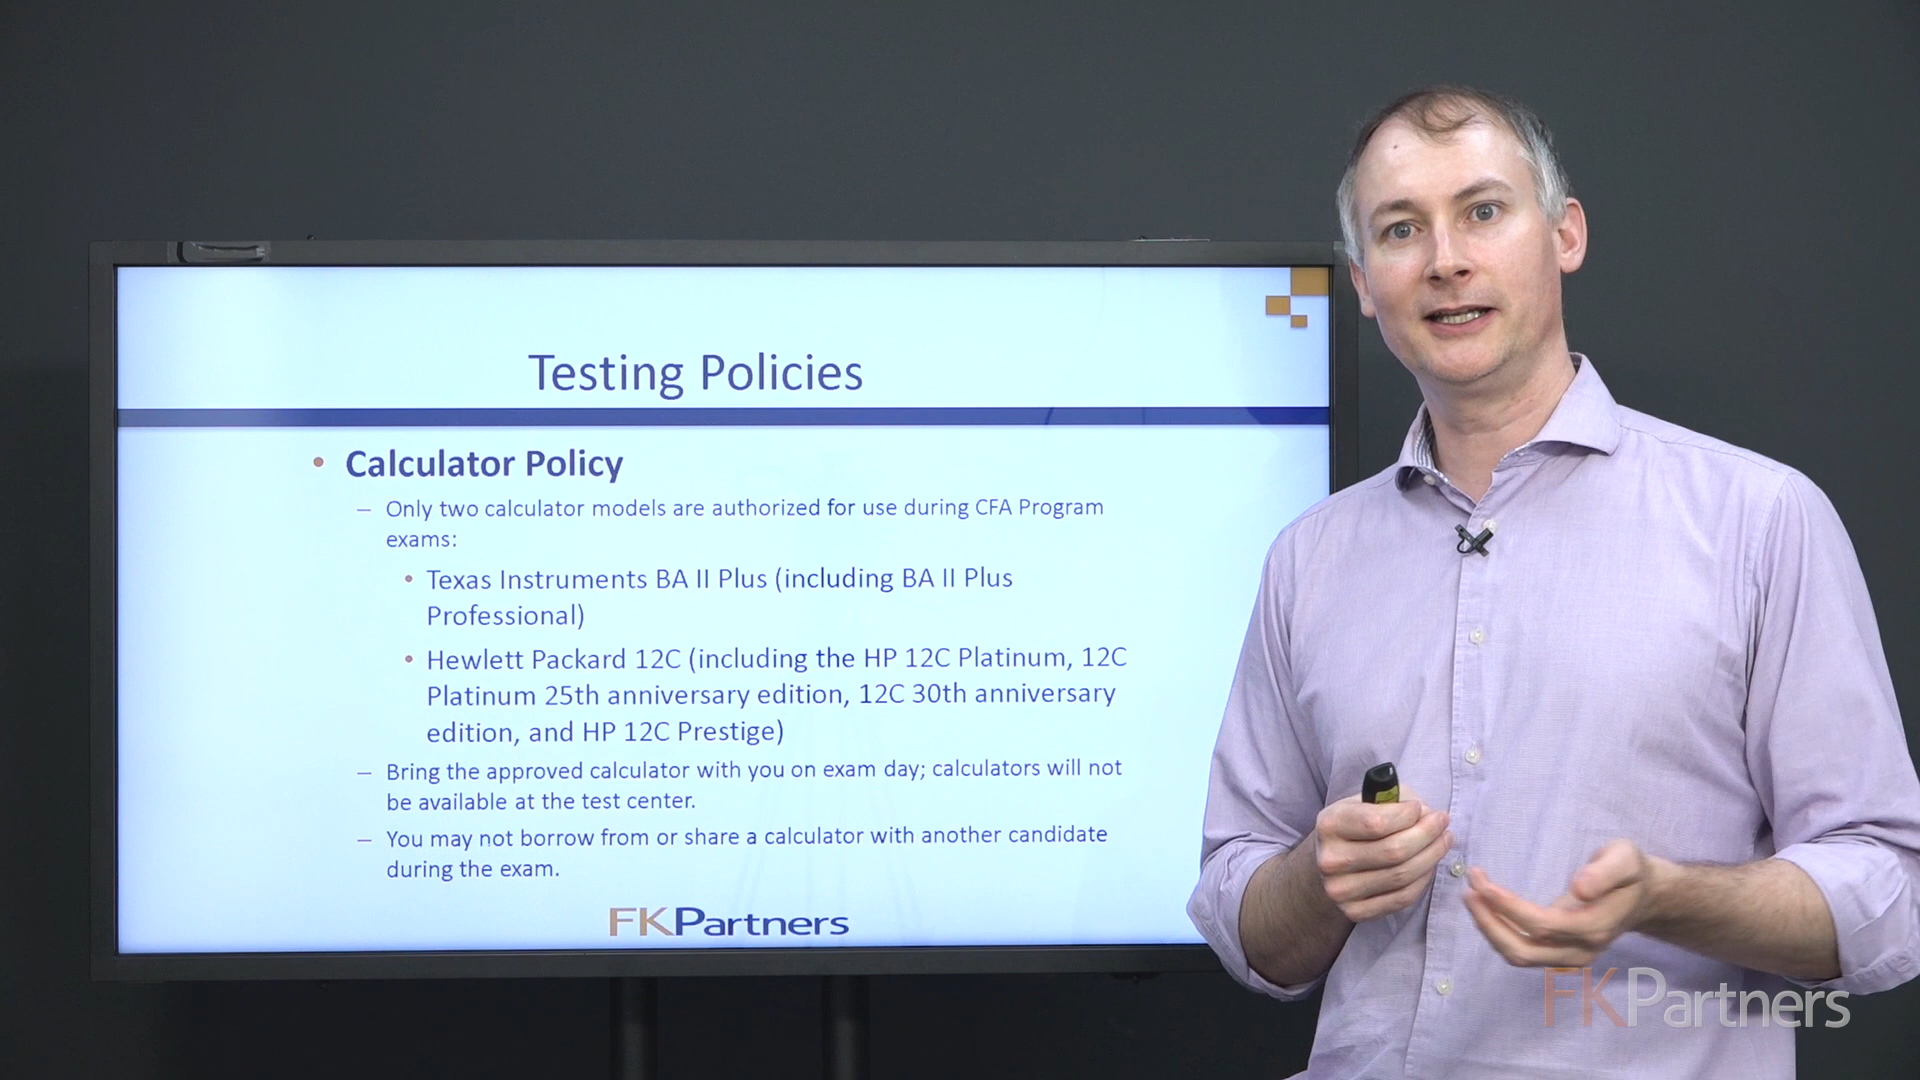 Testing Policies
• Calculator Policy
– Only two calculator models are authorized for use during CFA Program
exams:
• Texas Instruments BA II Plus (including BA II Plus
Professional)
• Hewlett Packard 12C (including the HP 12C Platinum, 12C
Platinum 25th anniversary edition, 12C 30th anniversary
edition, and HP 12C Prestige)
– Bring the approved calculator with you on exam day; calculators will not
be available at the test center.
– You may not borrow from or share a calculator with another candidate
during the exam.
FKPartners
FKPartners